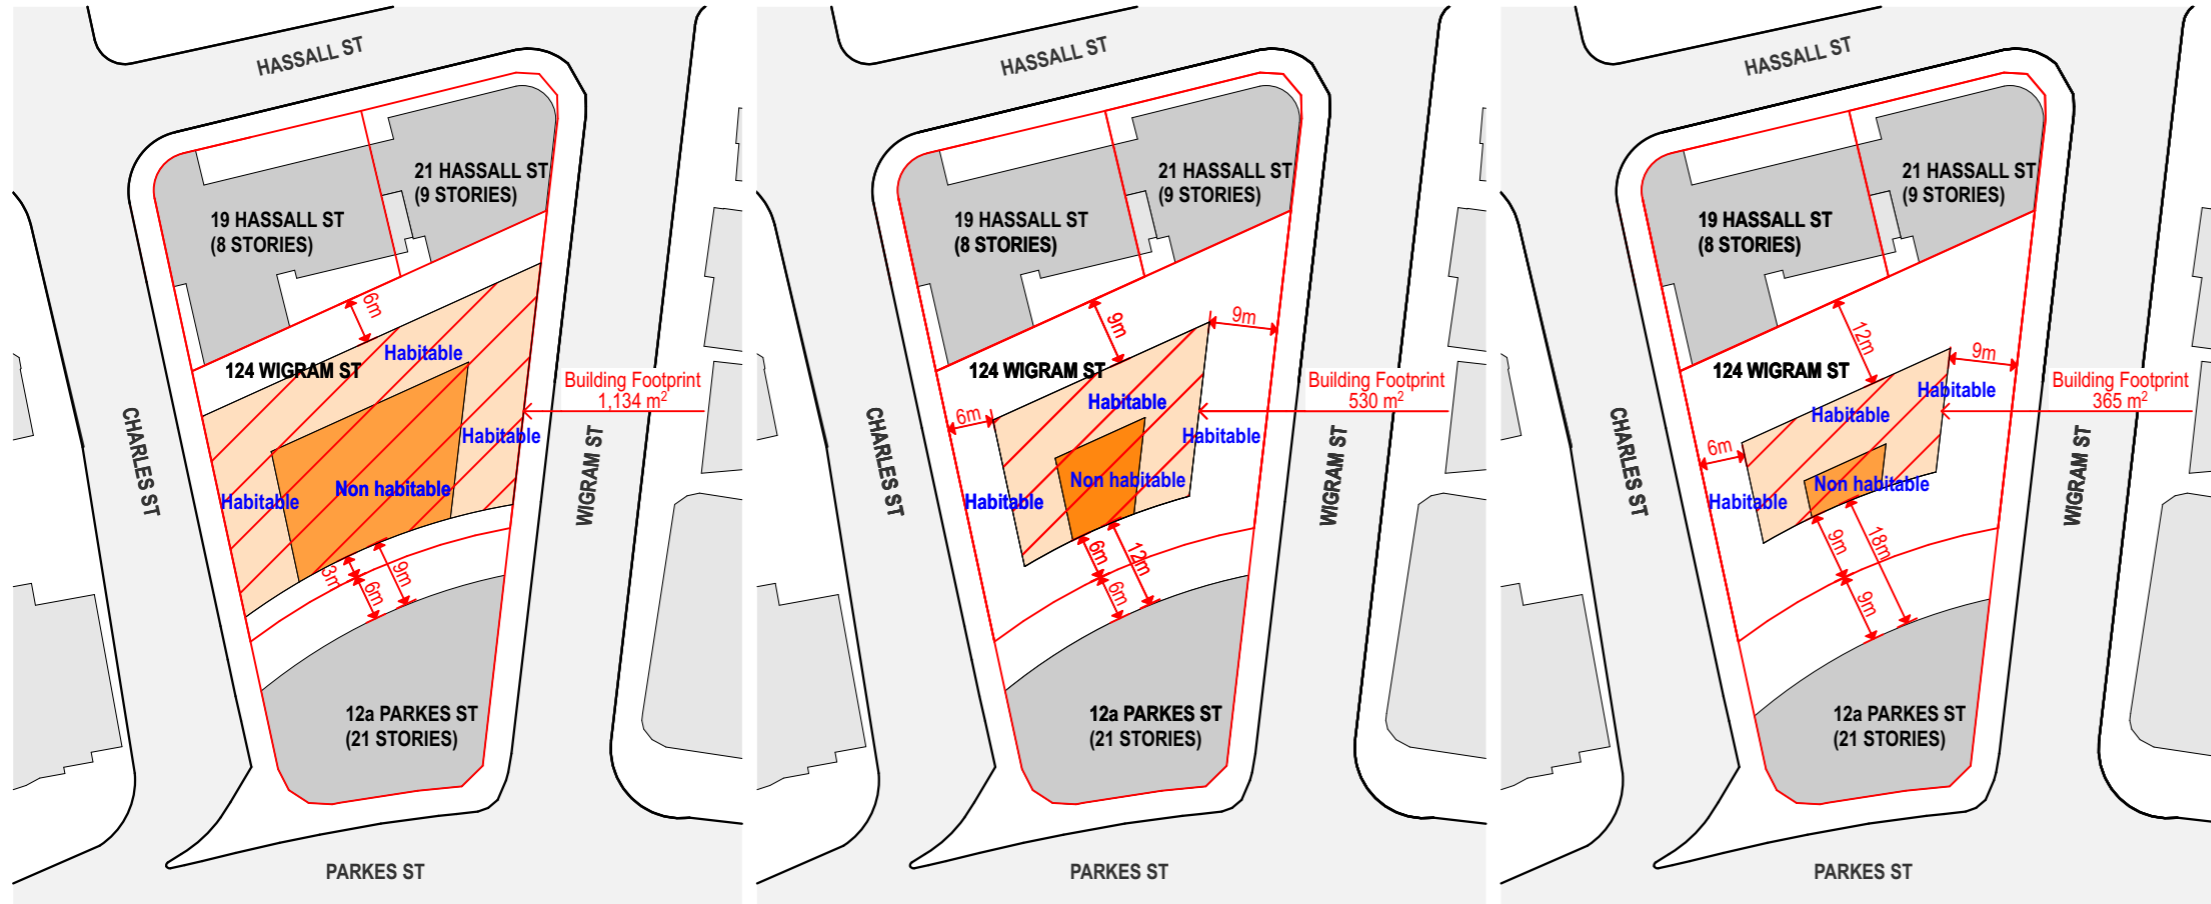 HASSALL ST
21 HASSALL ST
(9 STORIES)
19 HASSALL ST
(8 STORIES)
6m
Habitable
124 WIGRAM ST
Building Footprint
1,134 m²
CHARLES ST
Habitable
WIGRAM ST
Habitable
Non habitable
3m
9m
6m
12a PARKES ST
(21 STORIES)
PARKES ST
HASSALL ST
21 HASSALL ST
(9 STORIES)
19 HASSALL ST
(8 STORIES)
9m
9m
124 WIGRAM ST
Building Footprint
530 m²
Habitable
6m
CHARLES ST
Habitable
WIGRAM ST
Non habitable
Habitable
6m
12m
6m
12a PARKES ST
(21 STORIES)
PARKES ST
HASSALL ST
21 HASSALL ST
(9 STORIES)
19 HASSALL ST
(8 STORIES)
12m
9m
124 WIGRAM ST
Building Footprint
365 m²
Habitable
Habitable
6m
CHARLES ST
WIGRAM ST
Non habitable
Habitable
9m
18m
9m
12a PARKES ST
(21 STORIES)
PARKES ST